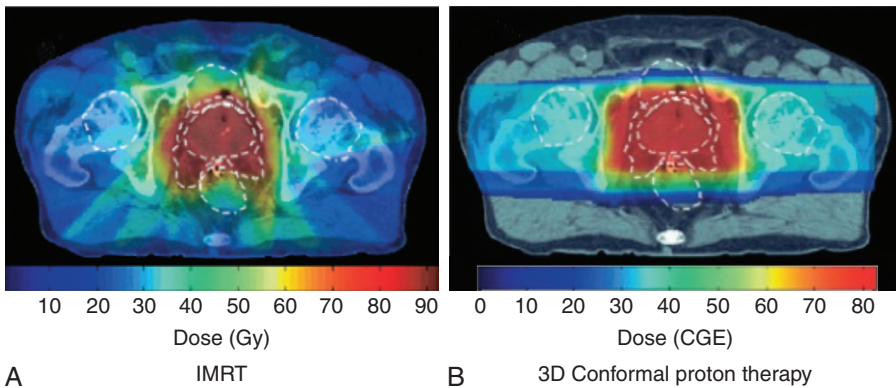 10 20 30 40 50 60 70 80 90
Dose (Gy)
A IMRT
0 10 20 30 40 50 60 70 80
Dose (CGE)
B 3D Conformal proton therapy